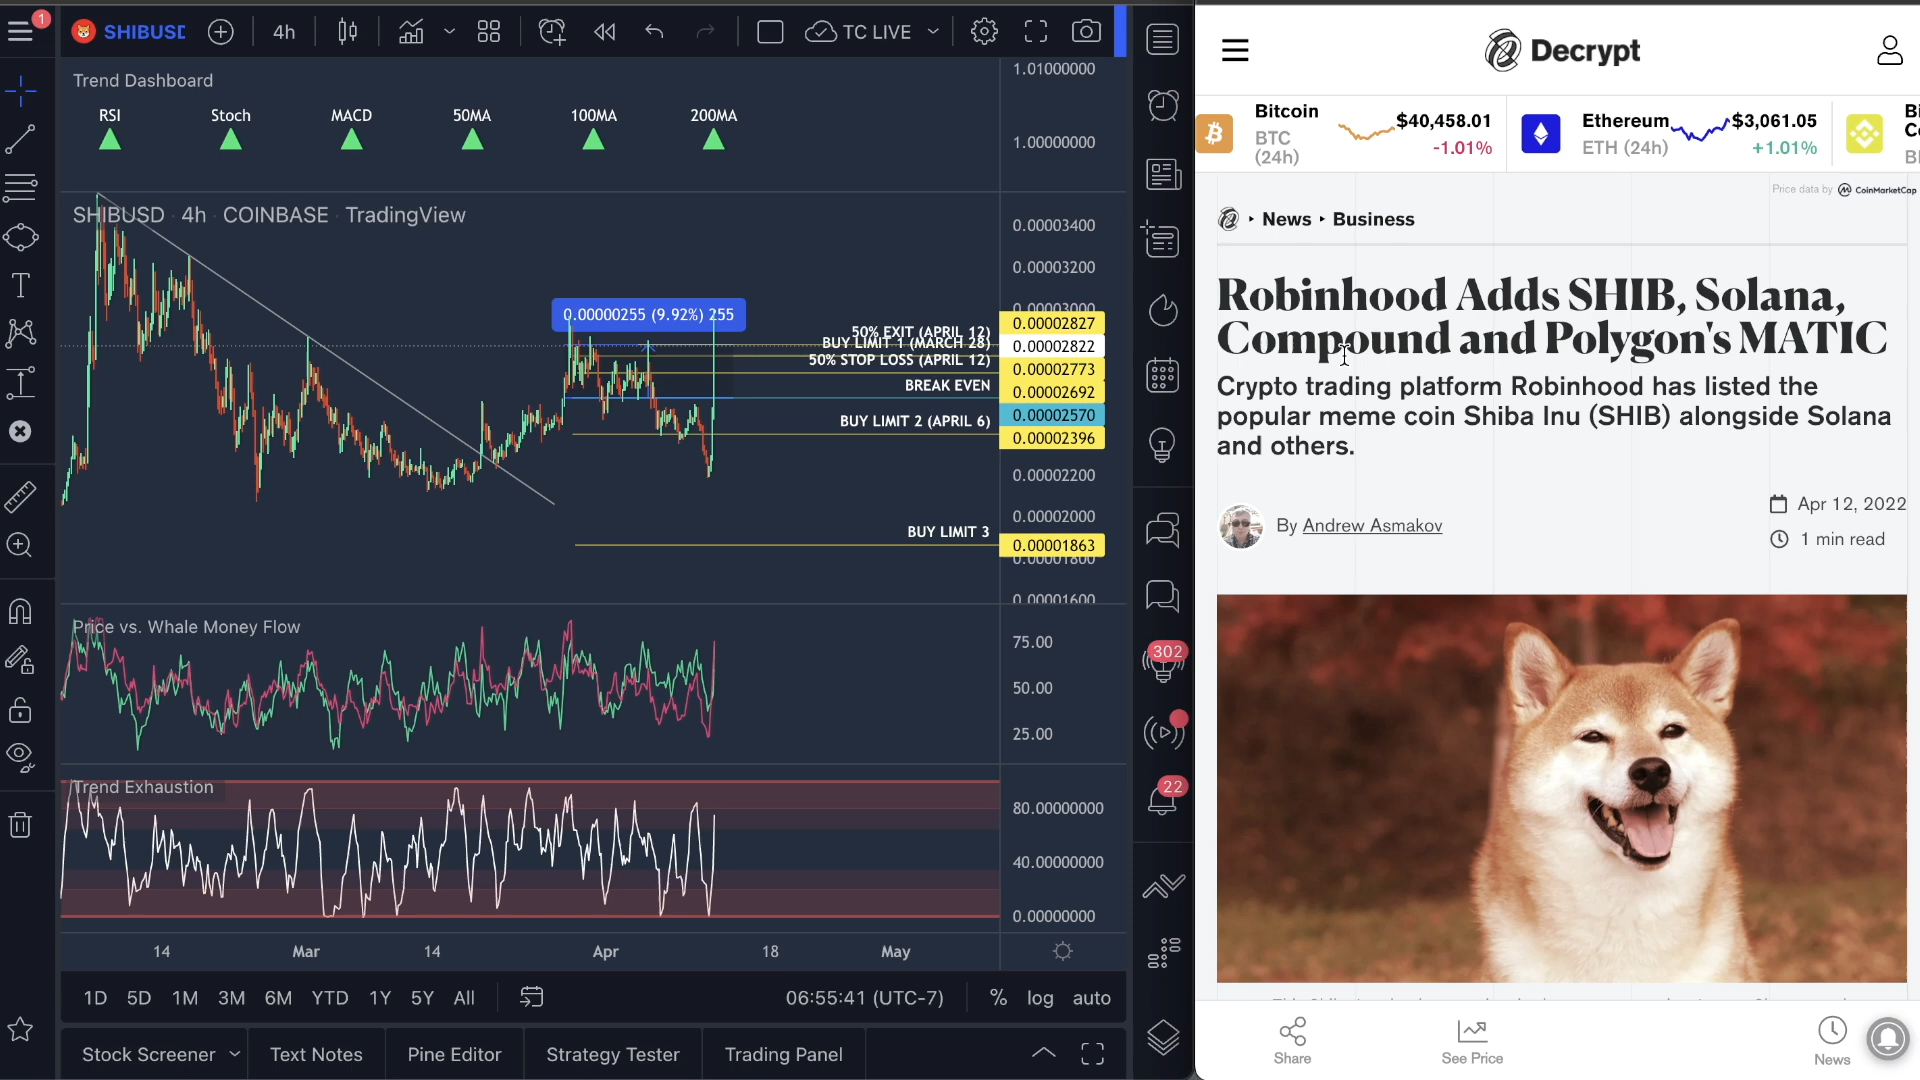 1
SHIBUSD
4h
TC LIVE
Trend Dashboard
RSI
Stoch
MACD
50MA
100MA
200MA
1.01000000
1.00000000
SHIBUSD · 4h · COINBASE · TradingView
0.00003400
0.00003200
0.00003000
0.00000255 (9.92%) 255
50% EXIT (APRIL 12)
0.00002827
BUY LIMIT 1 (MARCH 28)
0.00002822
50% STOP LOSS (APRIL 12)
0.00002773
BREAK EVEN
0.00002692
0.00002570
BUY LIMIT 2 (APRIL 6)
0.00002396
0.00002200
0.00002000
BUY LIMIT 3
0.00001863
0.00001800
0.00001600
Price vs. Whale Money Flow
75.00
50.00
25.00
Trend Exhaustion
80.00000000
40.00000000
0.00000000
14
Mar
14
Apr
18
May
1D 5D 1M 3M 6M YTD 1Y 5Y All
06:55:41 (UTC-7)
% log auto
Stock Screener
Text Notes
Pine Editor
Strategy Tester
Trading Panel
302
22
Decrypt
Bitcoin
BTC
(24h)
$40,458.01
-1.01%
Ethereum
ETH (24h)
$3,061.05
+1.01%
Price data by CoinMarketCap
News ‣ Business
Robinhood Adds SHIB, Solana,
Compound and Polygon's MATIC
Crypto trading platform Robinhood has listed the
popular meme coin Shiba Inu (SHIB) alongside Solana
and others.
By Andrew Asmakov
Apr 12, 2022
1 min read
Share
See Price
News